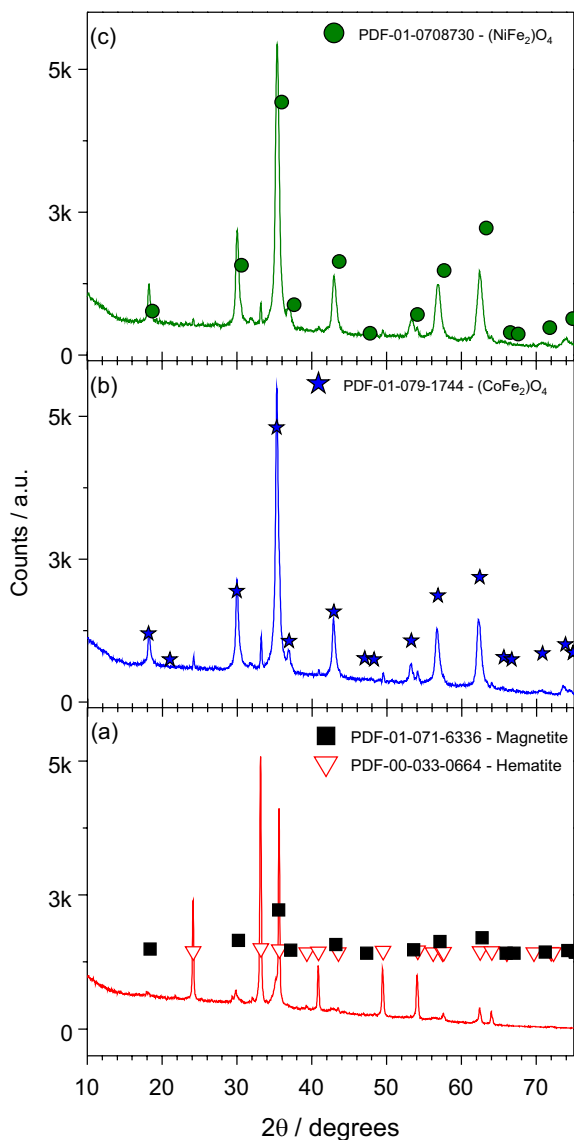 (c)
PDF-01-0708730 - (NiFe₂)O₄
5k
3k
0
(b)
PDF-01-079-1744 - (CoFe₂)O₄
5k
3k
0
(a)
PDF-01-071-6336 - Magnetite
PDF-00-033-0664 - Hematite
5k
3k
0
Counts / a.u.
10 20 30 40 50 60 70
2θ / degrees